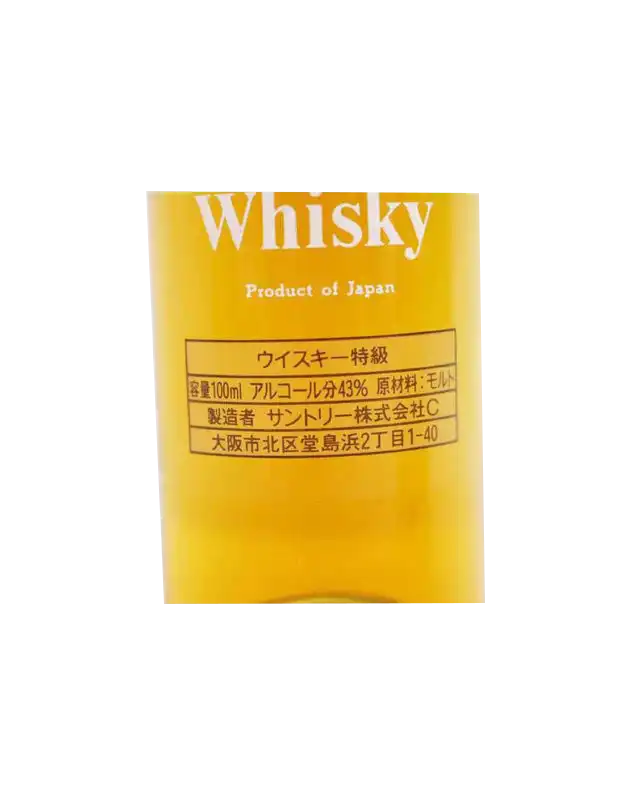 Whisky
Product of Japan
ウイスキー特級
容量100ml アルコール分43% 原材料:モルト
製造者 サントリー株式会社C
大阪市北区堂島浜2丁目1-40